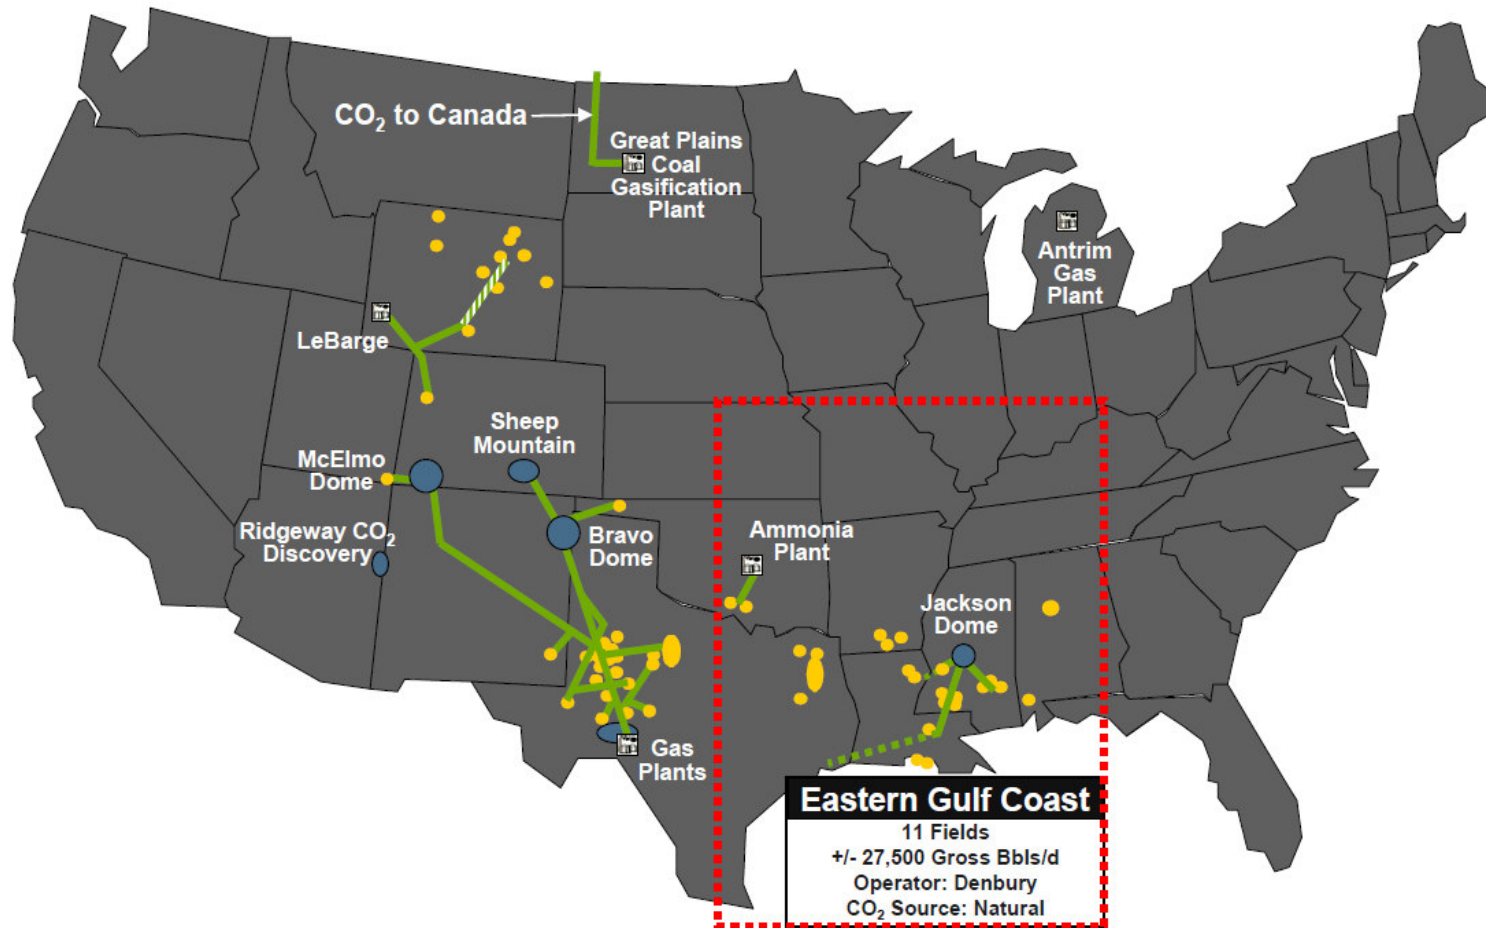 CO₂ to Canada
Great Plains
Coal
Gasification
Plant
Antrim
Gas
Plant
LeBarge
Sheep
Mountain
McElmo
Dome
Ridgeway CO₂
Discovery
Bravo
Dome
Ammonia
Plant
Jackson
Dome
Gas
Plants
Eastern Gulf Coast
11 Fields
+/- 27,500 Gross Bbls/d
Operator: Denbury
CO₂ Source: Natural